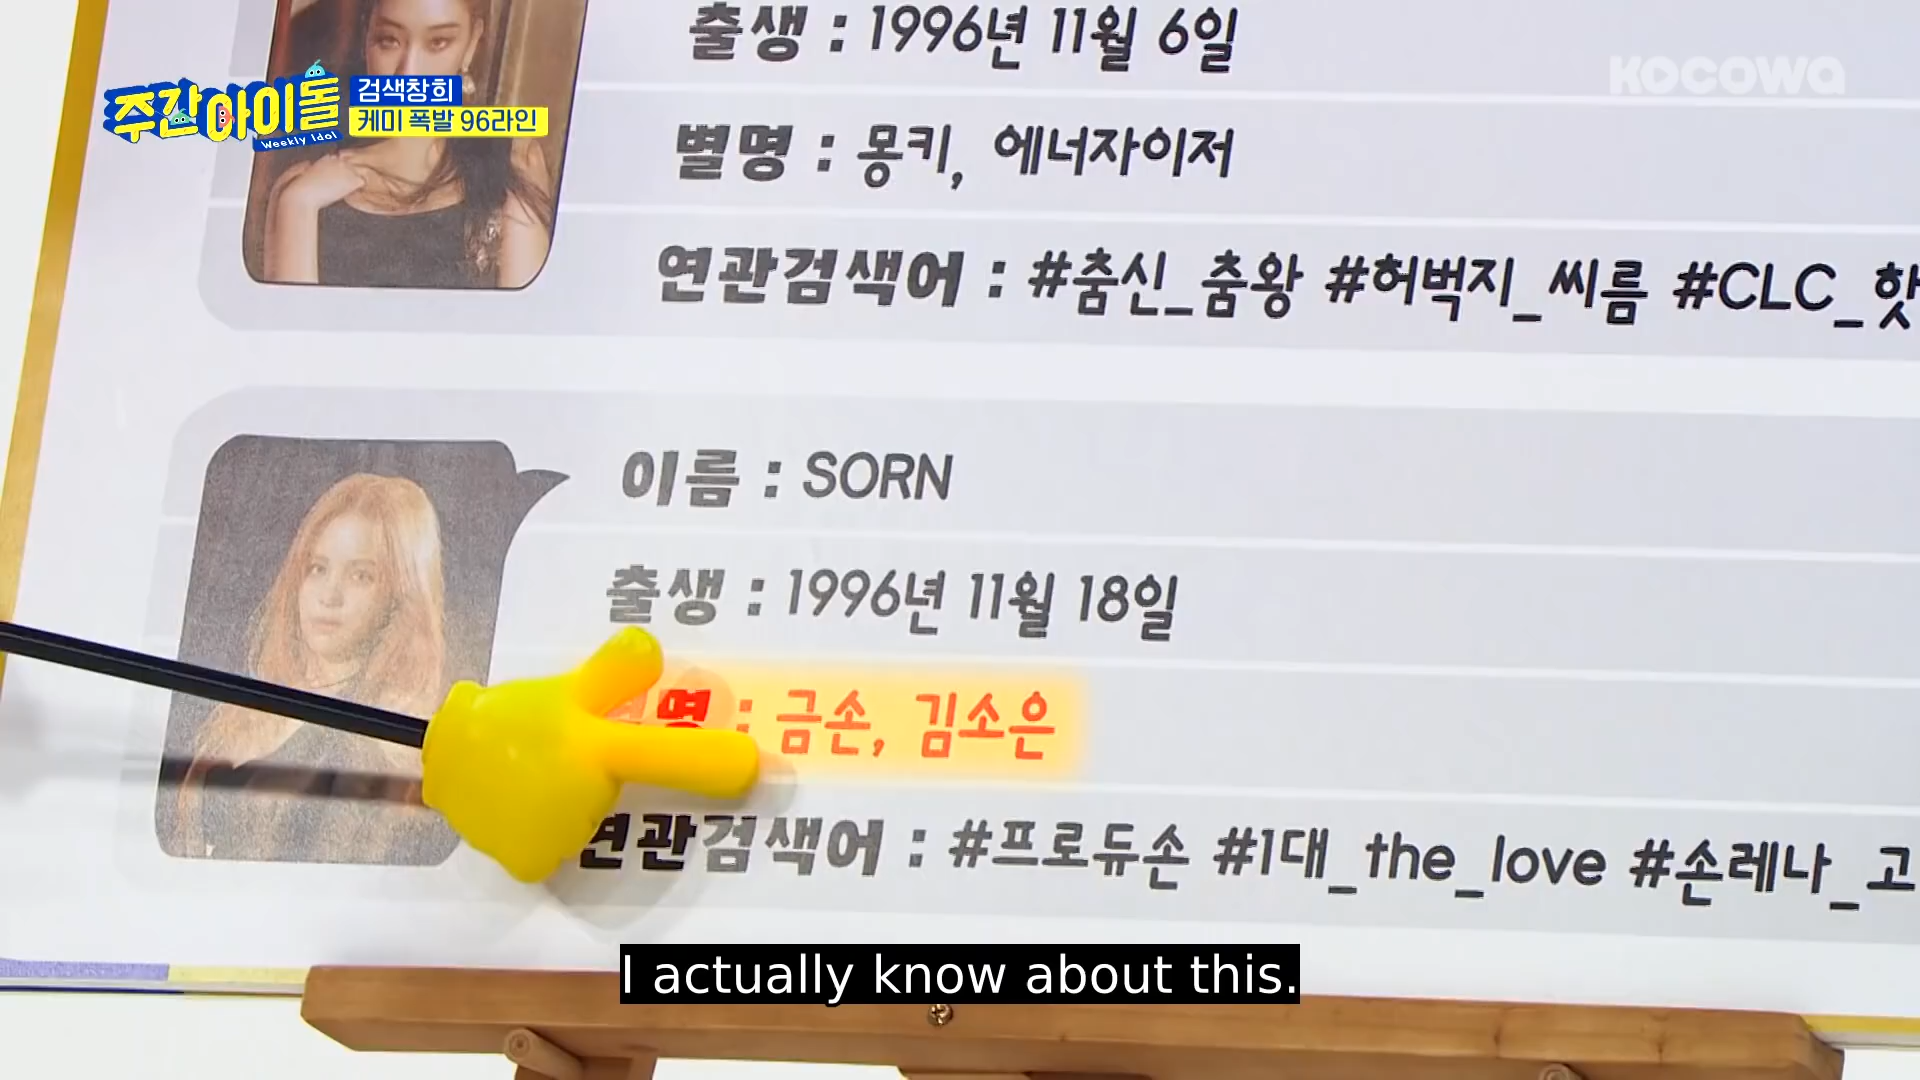 출생 : 1996년 11월 6일
KOCOWA
주간아이돌
Weekly Idol
검색창희
케미 폭발 96라인
별명 : 몽키, 에너자이저
연관검색어 : #춤신_춤왕 #허벅지_씨름 #CLC_핫
이름 : SORN
출생 : 1996년 11월 18일
별명 : 금손, 김소은
연관검색어 : #프로듀손 #1대_the_love #손레나_고
I actually know about this.